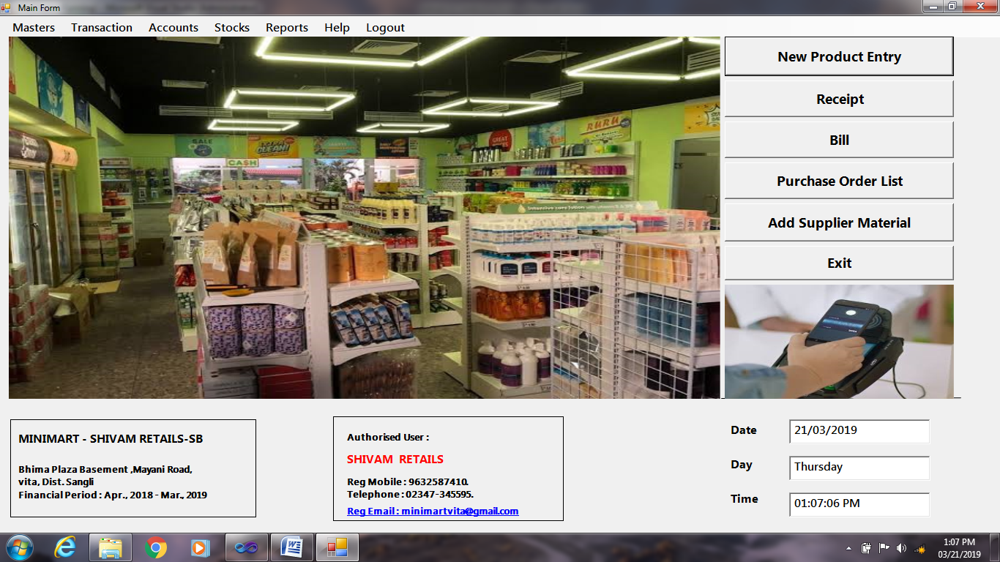 Main Form
Masters Transaction Accounts Stocks Reports Help Logout
New Product Entry
Receipt
Bill
Purchase Order List
Add Supplier Material
Exit
SALE
EXTRA CLEAN!
RURU
GREAT
CA$H
MINIMART - SHIVAM RETAILS-SB
Bhima Plaza Basement ,Mayani Road,
vita, Dist. Sangli
Financial Period : Apr., 2018 - Mar., 2019
Authorised User :
SHIVAM RETAILS
Reg Mobile : 9632587410.
Telephone : 02347-345595.
Reg Email : minimartvita@gmail.com
Date 21/03/2019
Day Thursday
Time 01:07:06 PM
1:07 PM
03/21/2019